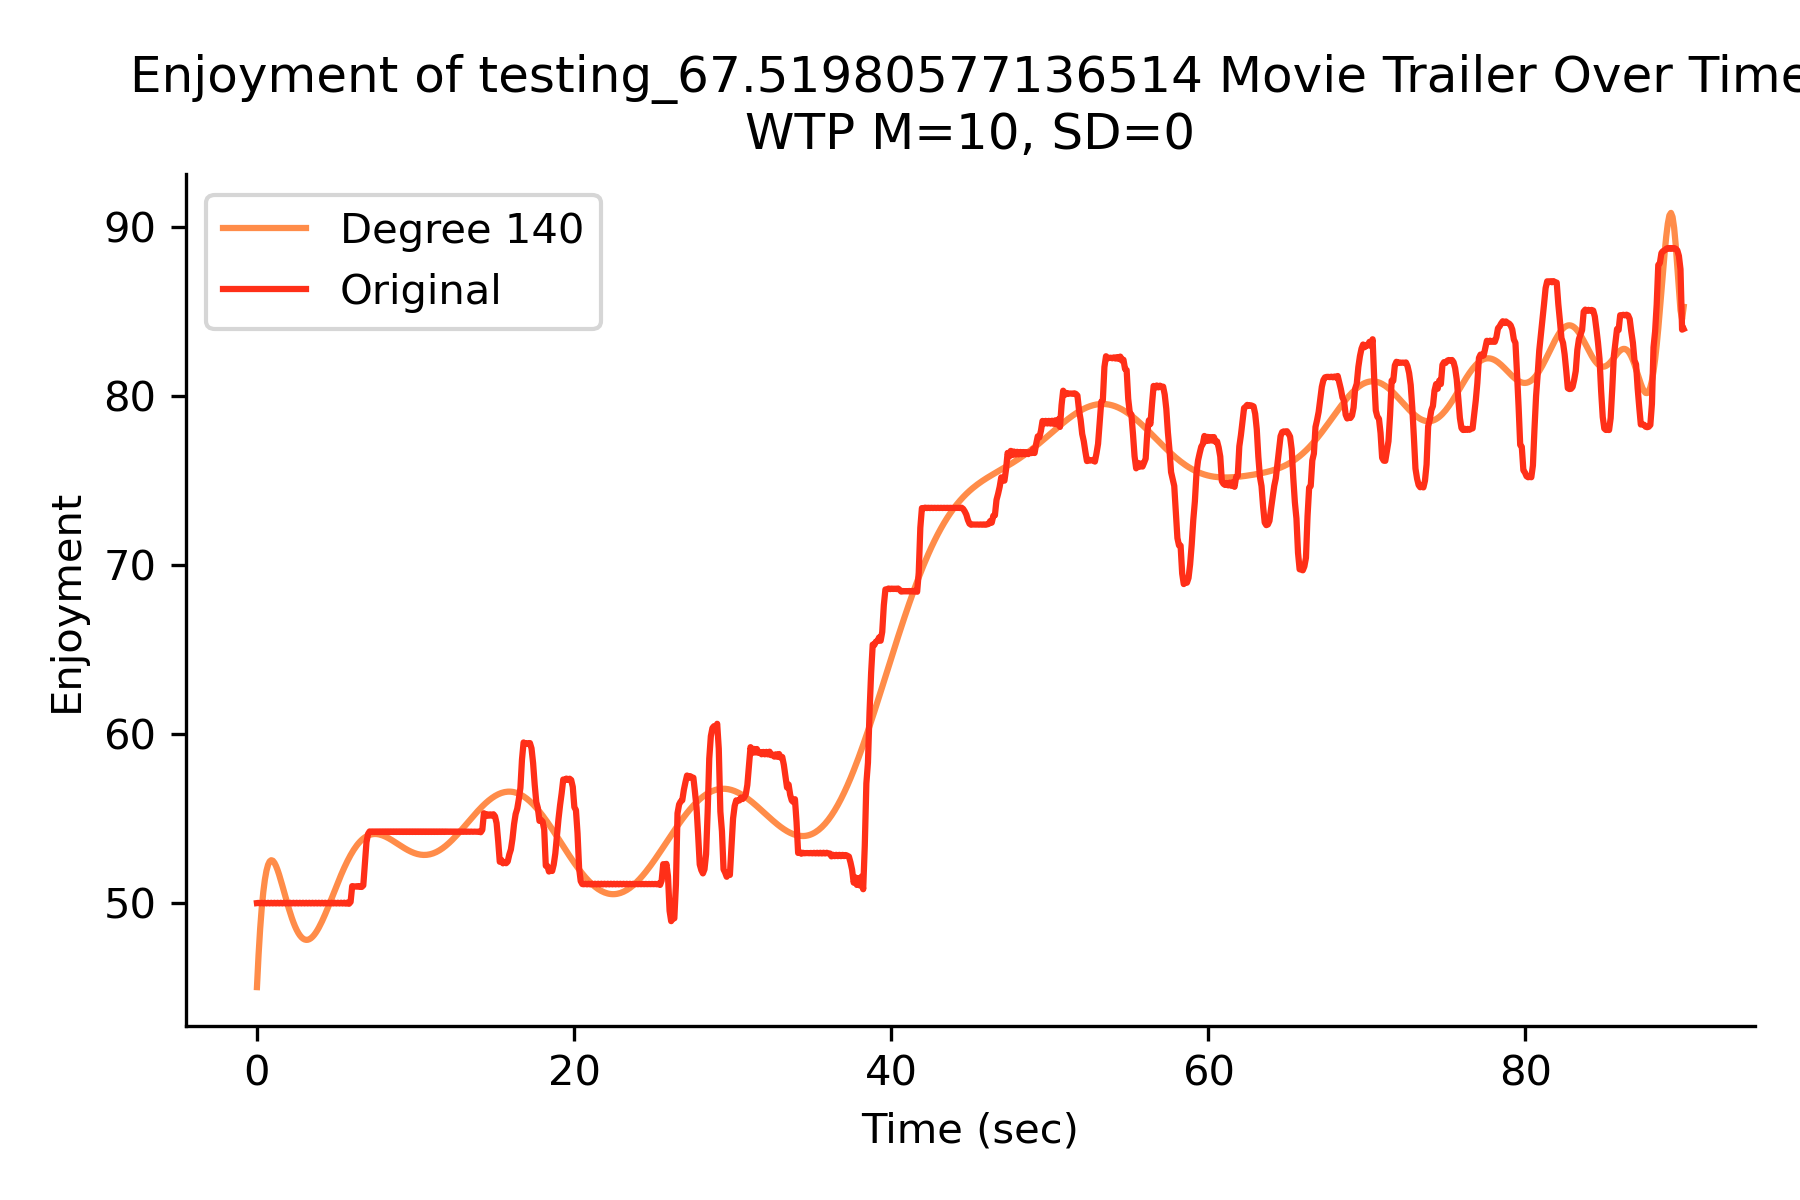 Enjoyment of testing_67.51980577136514 Movie Trailer Over Time
WTP M=10, SD=0
Degree 140
Original
90
80
70
60
50
Enjoyment
0 20 40 60 80
Time (sec)